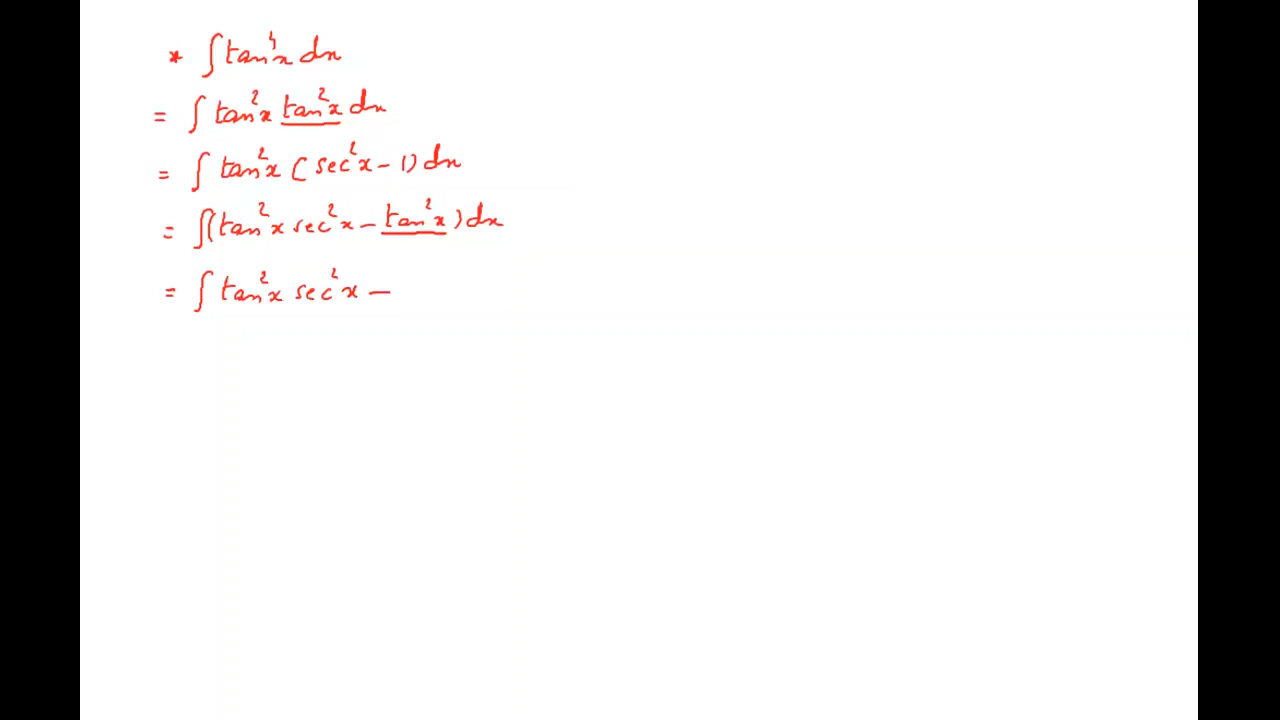 * ∫ tan⁴x dx
= ∫ tan²x tan²x dx
= ∫ tan²x (sec²x – 1) dx
= ∫(tan²x sec²x – tan²x) dx
= ∫ tan²x sec²x –